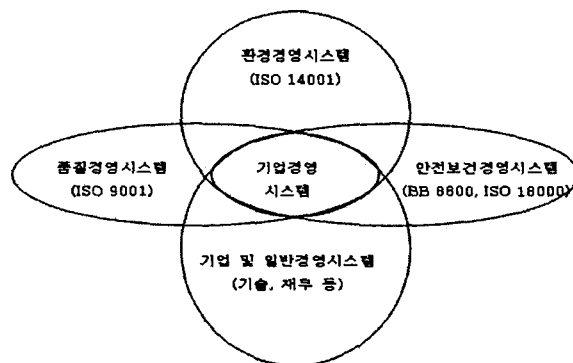 환경경영시스템
(ISO 14001)
품질경영시스템
(ISO 9001)
기업경영
시스템
안전보건경영시스템
(BB 8800, ISO 18000)
기업 및 일반경영시스템
(기술, 재무 등)